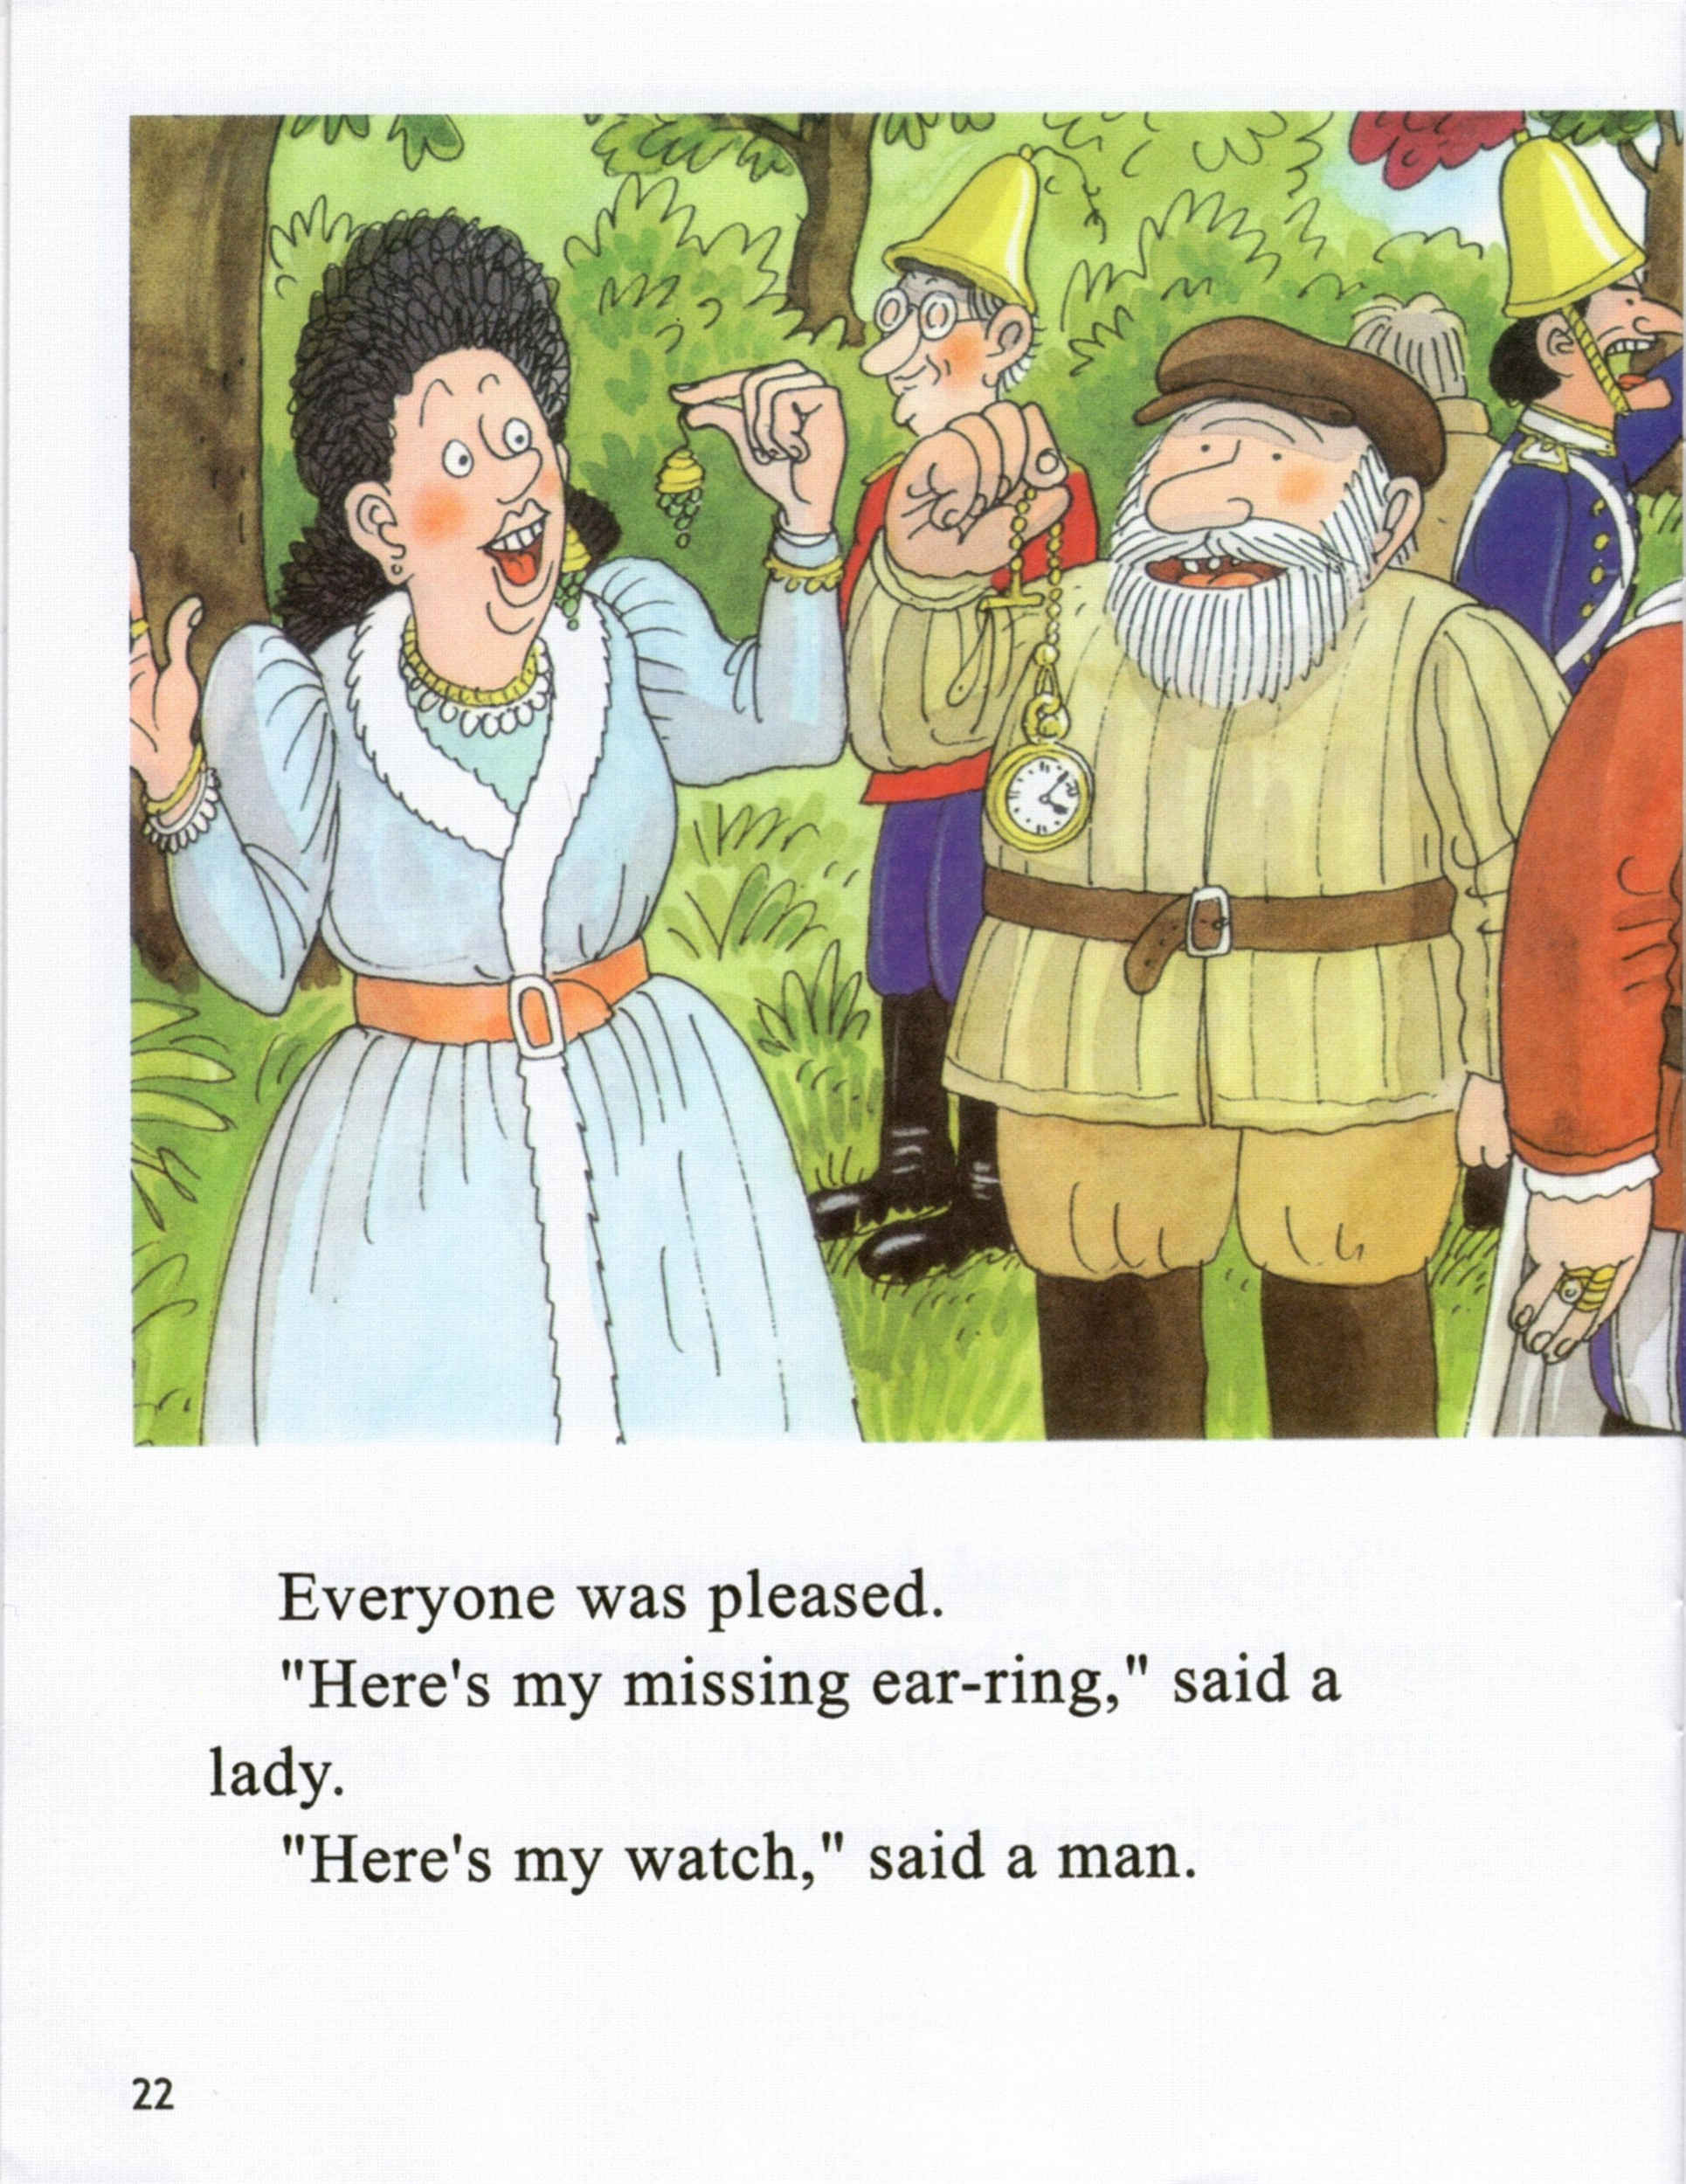 Everyone was pleased.
"Here's my missing ear-ring," said a
lady.
"Here's my watch," said a man.
22